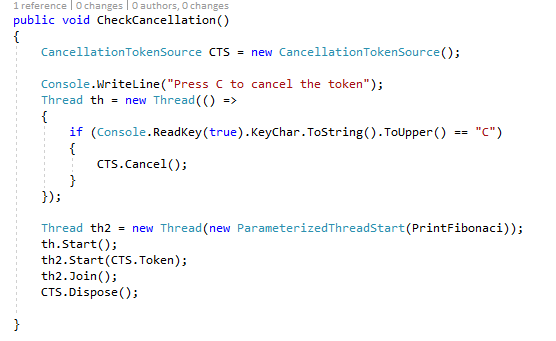 1 reference | 0 changes | 0 authors, 0 changes
public void CheckCancellation()
{
    CancellationTokenSource CTS = new CancellationTokenSource();

    Console.WriteLine("Press C to cancel the token");
    Thread th = new Thread(() =>
    {
        if (Console.ReadKey(true).KeyChar.ToString().ToUpper() == "C")
        {
            CTS.Cancel();
        }
    });

    Thread th2 = new Thread(new ParameterizedThreadStart(PrintFibonaci));
    th.Start();
    th2.Start(CTS.Token);
    th2.Join();
    CTS.Dispose();

}